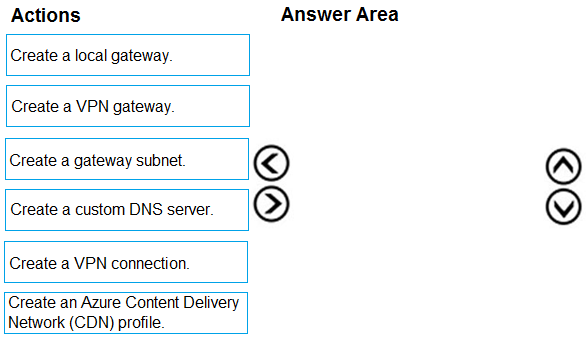 Actions
Answer Area
Create a local gateway.
Create a VPN gateway.
Create a gateway subnet.
Create a custom DNS server.
Create a VPN connection.
Create an Azure Content Delivery
Network (CDN) profile.